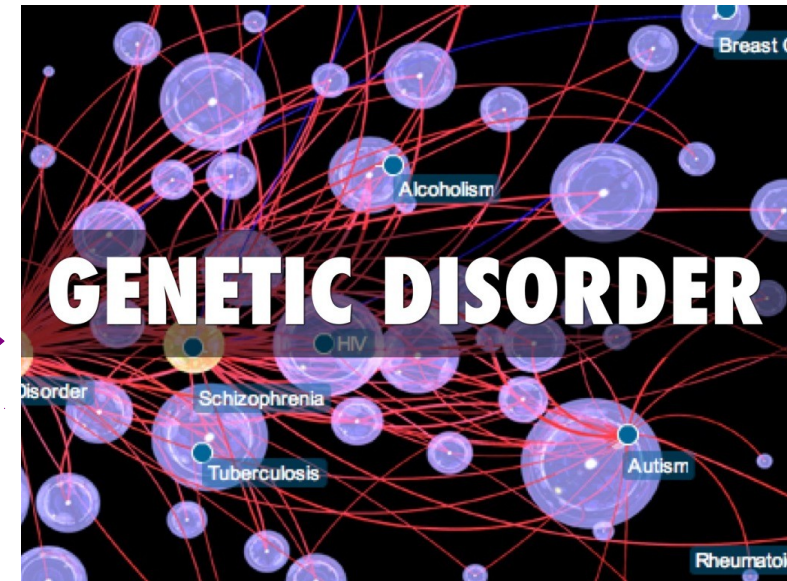 Breast C
Alcoholism
GENETIC DISORDER
HIV
Disorder
Schizophrenia
Tuberculosis
Autism
Rheumatoi